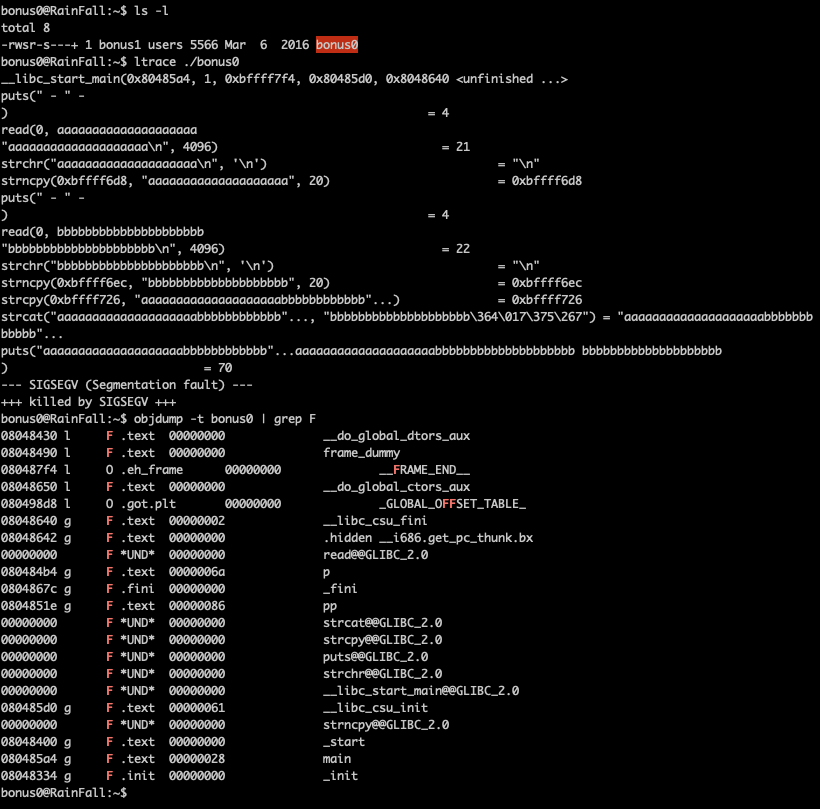 bonus0@RainFall:~$ ls -l
total 8
-rwsr-s---+ 1 bonus1 users 5566 Mar  6  2016 bonus0
bonus0@RainFall:~$ ltrace ./bonus0
__libc_start_main(0x80485a4, 1, 0xbffff7f4, 0x80485d0, 0x8048640 <unfinished ...>
puts(" - " -
)                                                            = 4
read(0, aaaaaaaaaaaaaaaaaaaa
"aaaaaaaaaaaaaaaaaaaa\n", 4096)                                = 21
strchr("aaaaaaaaaaaaaaaaaaaa\n", '\n')                                 = "\n"
strncpy(0xbffff6d8, "aaaaaaaaaaaaaaaaaaaa", 20)                        = 0xbffff6d8
puts(" - " -
)                                                            = 4
read(0, bbbbbbbbbbbbbbbbbbbbb
"bbbbbbbbbbbbbbbbbbbbb\n", 4096)                               = 22
strchr("bbbbbbbbbbbbbbbbbbbbb\n", '\n')                                = "\n"
strncpy(0xbffff6ec, "bbbbbbbbbbbbbbbbbbbb", 20)                        = 0xbffff6ec
strcpy(0xbffff726, "aaaaaaaaaaaaaaaaaaaabbbbbbbbbbbb"...)              = 0xbffff726
strcat("aaaaaaaaaaaaaaaaaaaabbbbbbbbbbbb"..., "bbbbbbbbbbbbbbbbbbbb\364\017\375\267") = "aaaaaaaaaaaaaaaaaaaabbbbbbb
bbbbb"...
puts("aaaaaaaaaaaaaaaaaaaabbbbbbbbbbbb"...aaaaaaaaaaaaaaaaaaaabbbbbbbbbbbbbbbbbbbb bbbbbbbbbbbbbbbbbbbb
)                            = 70
--- SIGSEGV (Segmentation fault) ---
+++ killed by SIGSEGV +++
bonus0@RainFall:~$ objdump -t bonus0 | grep F
08048430 l     F .text  00000000              __do_global_dtors_aux
08048490 l     F .text  00000000              frame_dummy
080487f4 l     O .eh_frame      00000000              __FRAME_END__
08048650 l     F .text  00000000              __do_global_ctors_aux
080498d8 l     O .got.plt       00000000              _GLOBAL_OFFSET_TABLE_
08048640 g     F .text  00000002              __libc_csu_fini
08048642 g     F .text  00000000              .hidden __i686.get_pc_thunk.bx
00000000       F *UND*  00000000              read@@GLIBC_2.0
080484b4 g     F .text  0000006a              p
0804867c g     F .fini  00000000              _fini
0804851e g     F .text  00000086              pp
00000000       F *UND*  00000000              strcat@@GLIBC_2.0
00000000       F *UND*  00000000              strcpy@@GLIBC_2.0
00000000       F *UND*  00000000              puts@@GLIBC_2.0
00000000       F *UND*  00000000              strchr@@GLIBC_2.0
00000000       F *UND*  00000000              __libc_start_main@@GLIBC_2.0
080485d0 g     F .text  00000061              __libc_csu_init
00000000       F *UND*  00000000              strncpy@@GLIBC_2.0
08048400 g     F .text  00000000              _start
080485a4 g     F .text  00000028              main
08048334 g     F .init  00000000              _init
bonus0@RainFall:~$